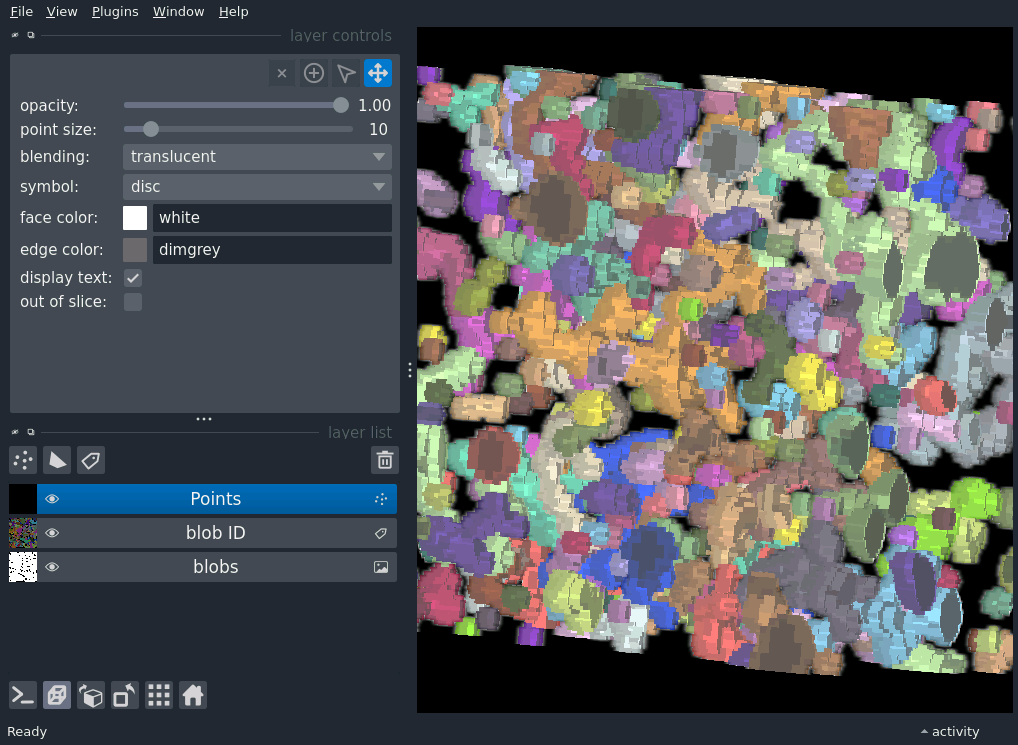 File View Plugins Window Help
layer controls
opacity: 1.00
point size: 10
blending: translucent
symbol: disc
face color: white
edge color: dimgrey
display text:
out of slice:
layer list
Points
blob ID
blobs
Ready activity